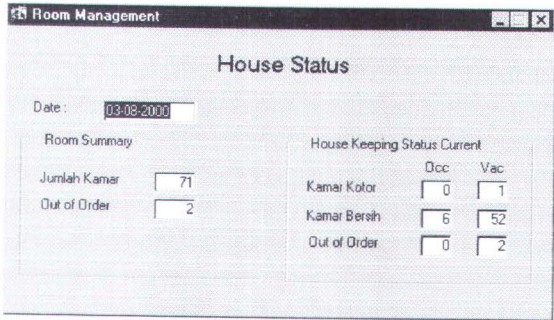 Room Management
House Status
Date : 03-08-2000
Room Summary
Jumlah Kamar 71
Out of Order 2
House Keeping Status Current
Occ Vac
Kamar Kotor 0 1
Kamar Bersih 6 52
Out of Order 0 2